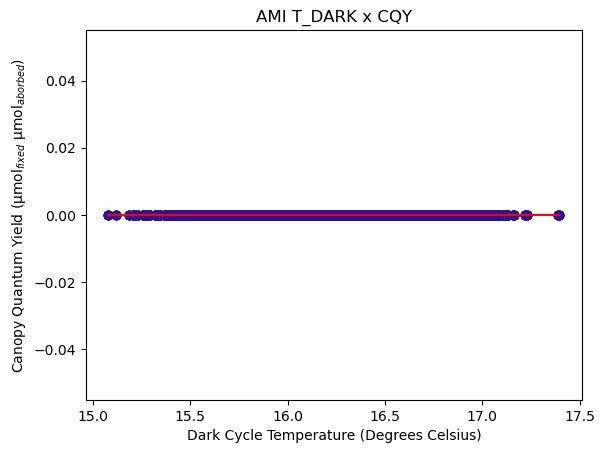 AMI T_DARK x CQY
Canopy Quantum Yield (µmol_fixed µmol_aborbed)
0.04
0.02
0.00
−0.02
−0.04
15.0 15.5 16.0 16.5 17.0 17.5
Dark Cycle Temperature (Degrees Celsius)